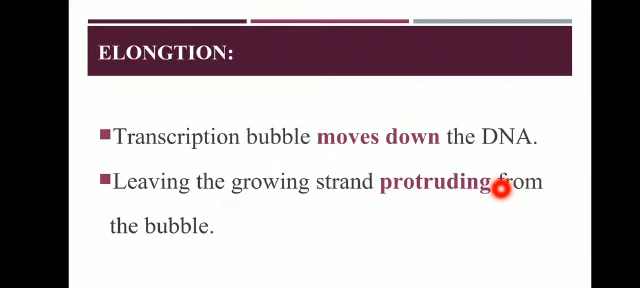 ELONGTION:
Transcription bubble moves down the DNA.
Leaving the growing strand protruding from
the bubble.